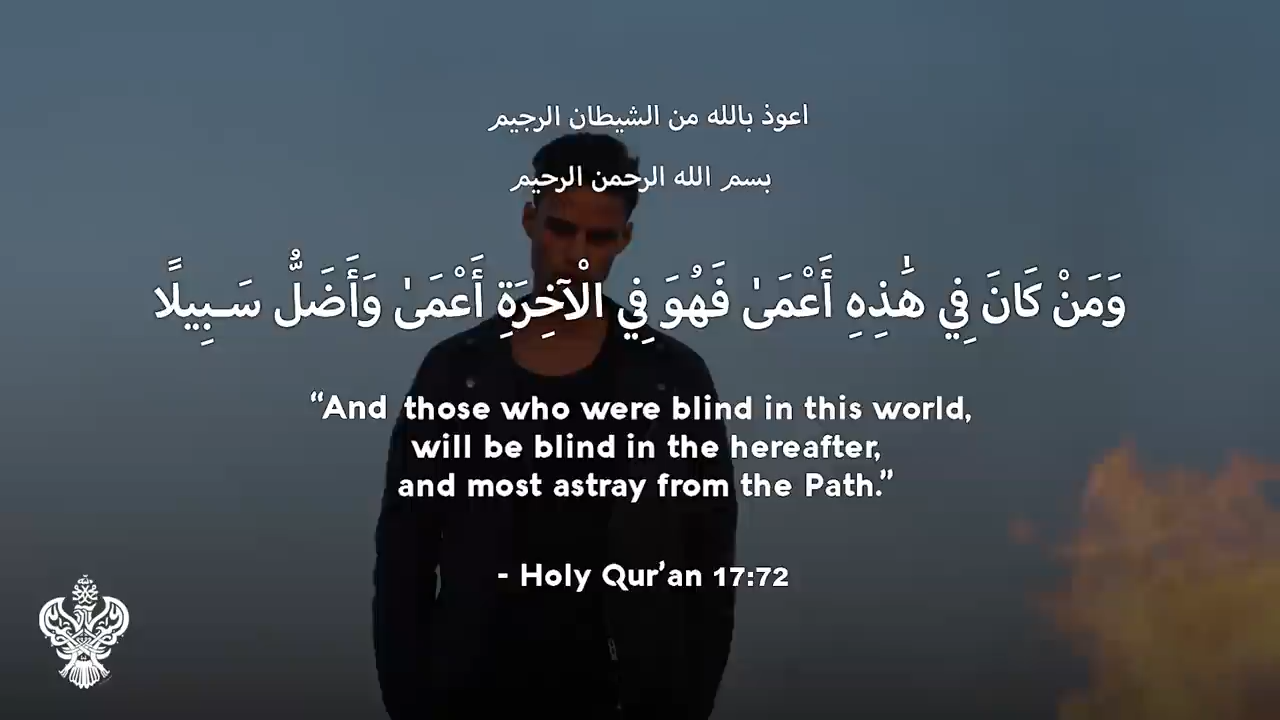 اعوذ بالله من الشيطان الرجيم
بسم الله الرحمن الرحيم
وَمَنْ كَانَ فِي هَٰذِهِ أَعْمَىٰ فَهُوَ فِي الْآخِرَةِ أَعْمَىٰ وَأَضَلُّ سَبِيلًا
“And those who were blind in this world,
will be blind in the hereafter,
and most astray from the Path.”
- Holy Qur’an 17:72